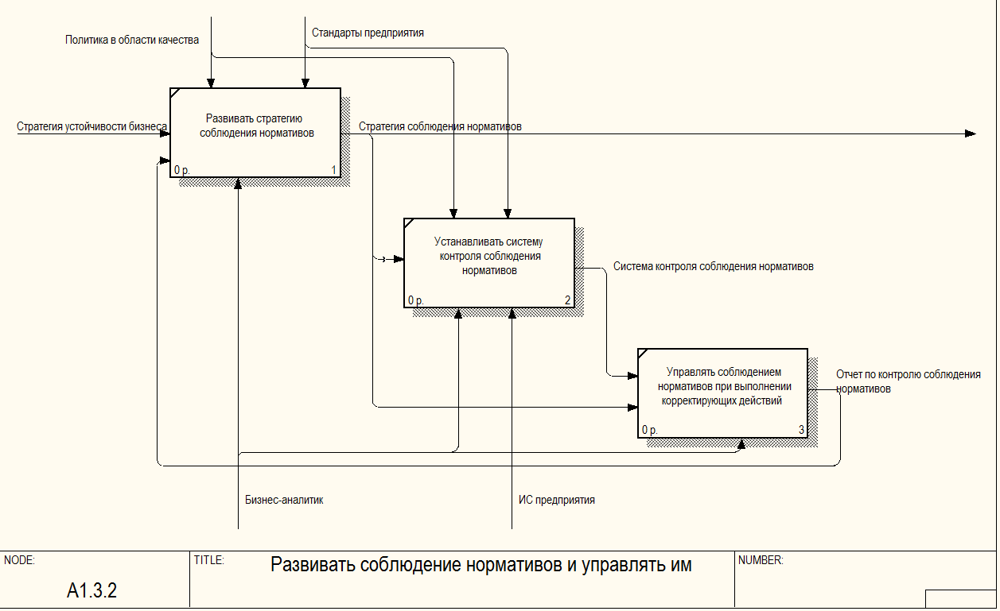 Политика в области качества
Стандарты предприятия
Стратегия устойчивости бизнеса
Развивать стратегию
соблюдения нормативов
0 р.
1
Стратегия соблюдения нормативов
Устанавливать систему
контроля соблюдения
нормативов
0 р.
2
Система контроля соблюдения нормативов
Управлять соблюдением
нормативов при выполнении
корректирующих действий
0 р.
3
Отчет по контролю соблюдения
нормативов
Бизнес-аналитик
ИС предприятия
NODE:
A1.3.2
TITLE:
Развивать соблюдение нормативов и управлять им
NUMBER: